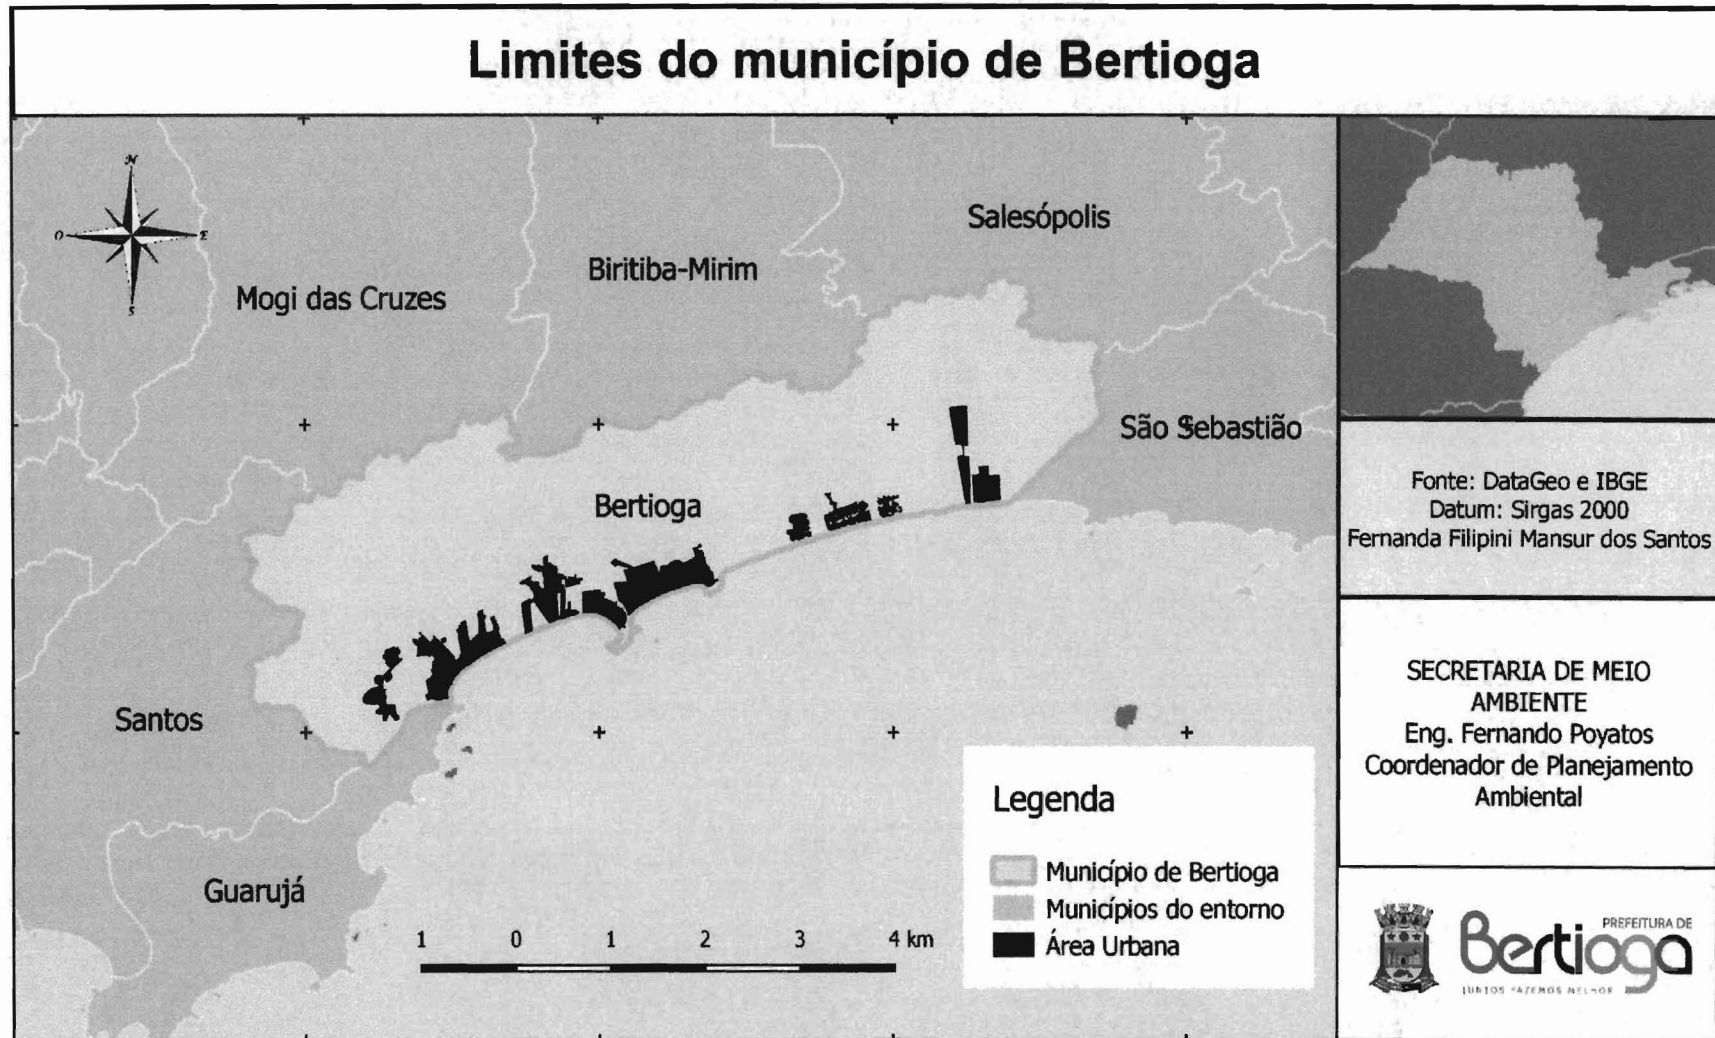 Limites do município de Bertioga
N
O
E
S
Salesópolis
Biritiba-Mirim
Mogi das Cruzes
São Sebastião
Bertioga
Santos
Guarujá
1 0 1 2 3 4 km
Legenda
Município de Bertioga
Municípios do entorno
Área Urbana
Fonte: DataGeo e IBGE
Datum: Sirgas 2000
Fernanda Filipini Mansur dos Santos
SECRETARIA DE MEIO
AMBIENTE
Eng. Fernando Poyatos
Coordenador de Planejamento
Ambiental
PREFEITURA DE
Bertioga
JUNTOS FAZEMOS MELHOR